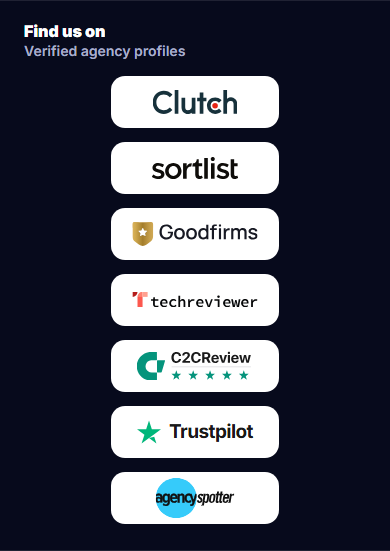 Find us on
Verified agency profiles
Clutch
sortlist
Goodfirms
techreviewer
C2CReview
Trustpilot
agencyspotter